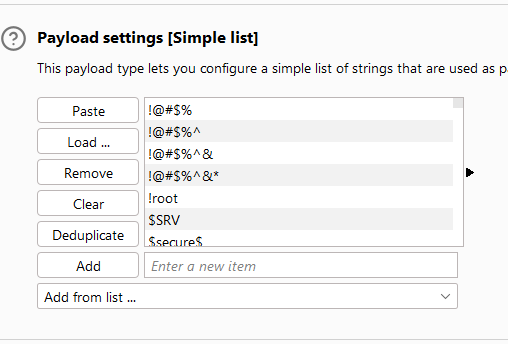 Payload settings [Simple list]
This payload type lets you configure a simple list of strings that are used as p
Paste
Load ...
Remove
Clear
Deduplicate
Add
!@#$%
!@#$%^
!@#$%^&
!@#$%^&*
!root
$SRV
$secure$
Enter a new item
Add from list ...